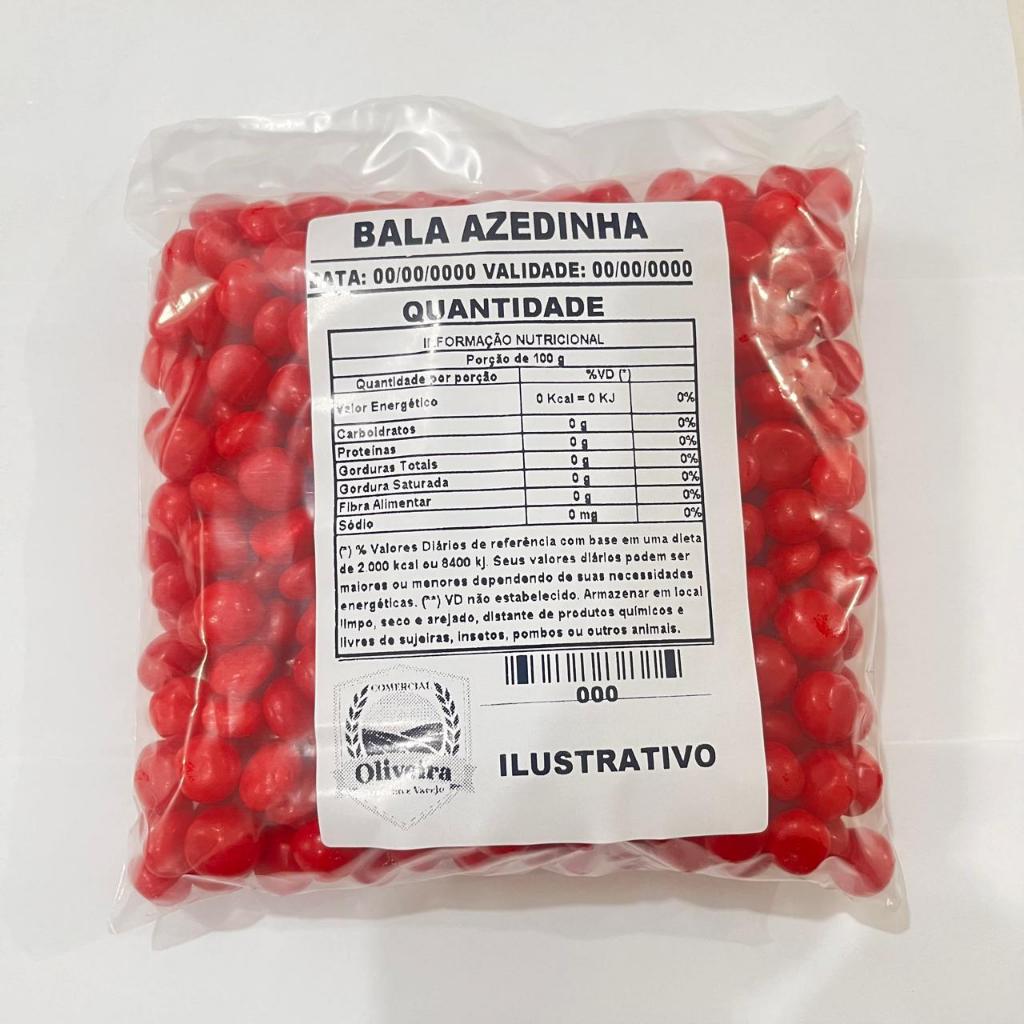 BALA AZEDINHA
DATA: 00/00/0000 VALIDADE: 00/00/0000
QUANTIDADE
INFORMAÇÃO NUTRICIONAL
Porção de 100 g
Quantidade por porção %VD (*)
Valor Energético 0 Kcal = 0 KJ 0%
Carboidratos 0 g 0%
Proteínas 0 g 0%
Gorduras Totais 0 g 0%
Gordura Saturada 0 g 0%
Fibra Alimentar 0 g 0%
Sódio 0 mg 0%
(*) % Valores Diários de referência com base em uma dieta
de 2.000 kcal ou 8400 kj. Seus valores diários podem ser
maiores ou menores dependendo de suas necessidades
energéticas. (**) VD não estabelecido. Armazenar em local
limpo, seco e arejado, distante de produtos químicos e
livres de sujeiras, insetos, pombos ou outros animais.
000
COMERCIAL
Oliveira
e Varejo
ILUSTRATIVO